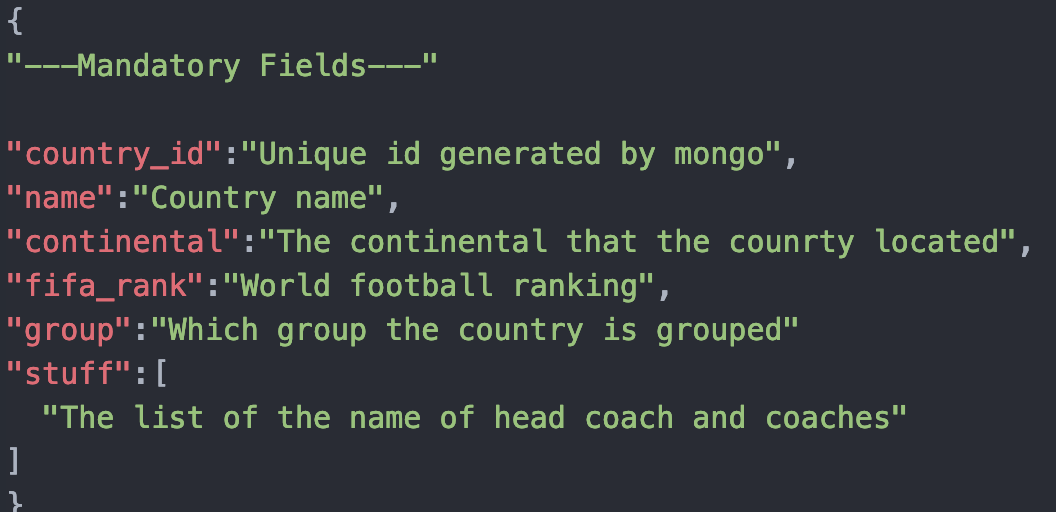 {
"---Mandatory Fields---"
"country_id":"Unique id generated by mongo",
"name":"Country name",
"continental":"The continental that the counrty located",
"fifa_rank":"World football ranking",
"group":"Which group the country is grouped"
"stuff":[
"The list of the name of head coach and coaches"
]
}